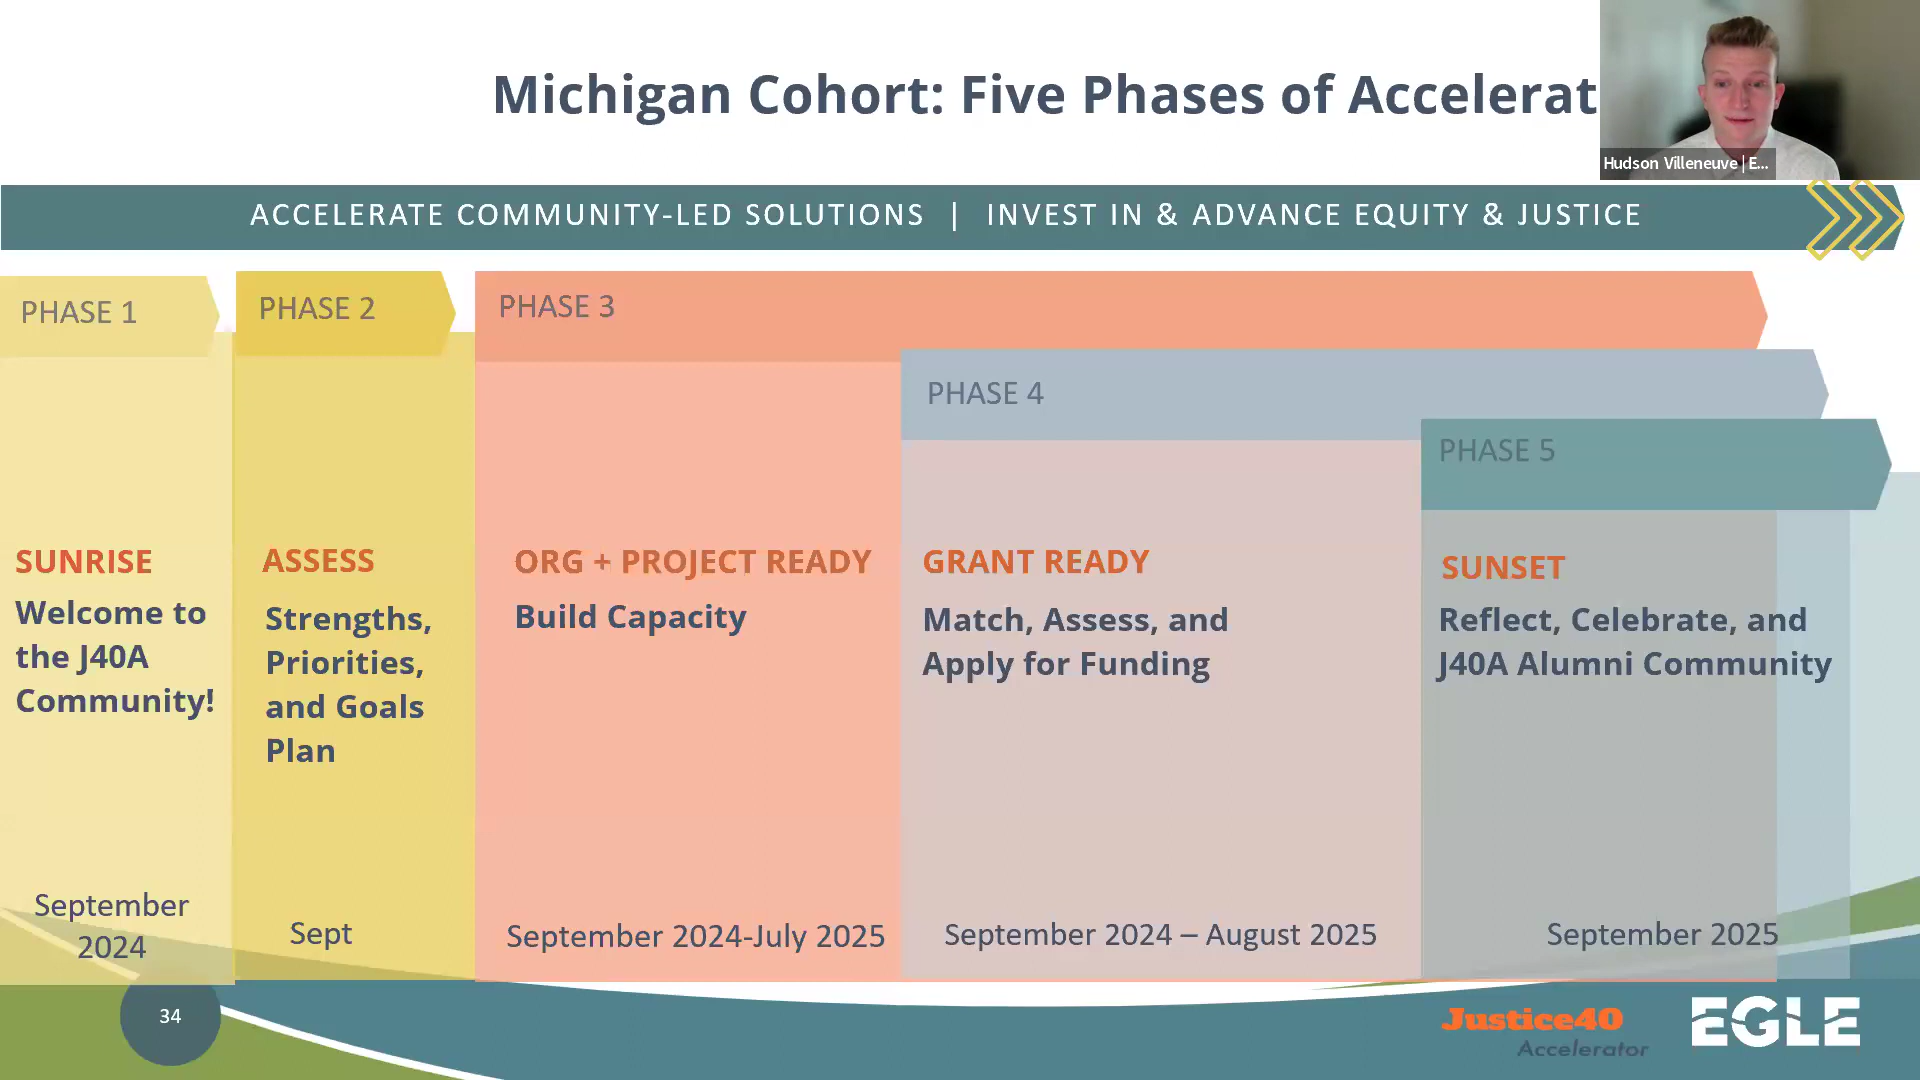 Michigan Cohort: Five Phases of Accelerat
Hudson Villeneuve | E...
ACCELERATE COMMUNITY-LED SOLUTIONS | INVEST IN & ADVANCE EQUITY & JUSTICE
PHASE 1
SUNRISE
Welcome to
the J40A
Community!
September
2024
PHASE 2
ASSESS
Strengths,
Priorities,
and Goals
Plan
Sept
PHASE 3
ORG + PROJECT READY
Build Capacity
September 2024-July 2025
PHASE 4
GRANT READY
Match, Assess, and
Apply for Funding
September 2024 – August 2025
PHASE 5
SUNSET
Reflect, Celebrate, and
J40A Alumni Community
September 2025
34
Justice40
Accelerator
EGLE